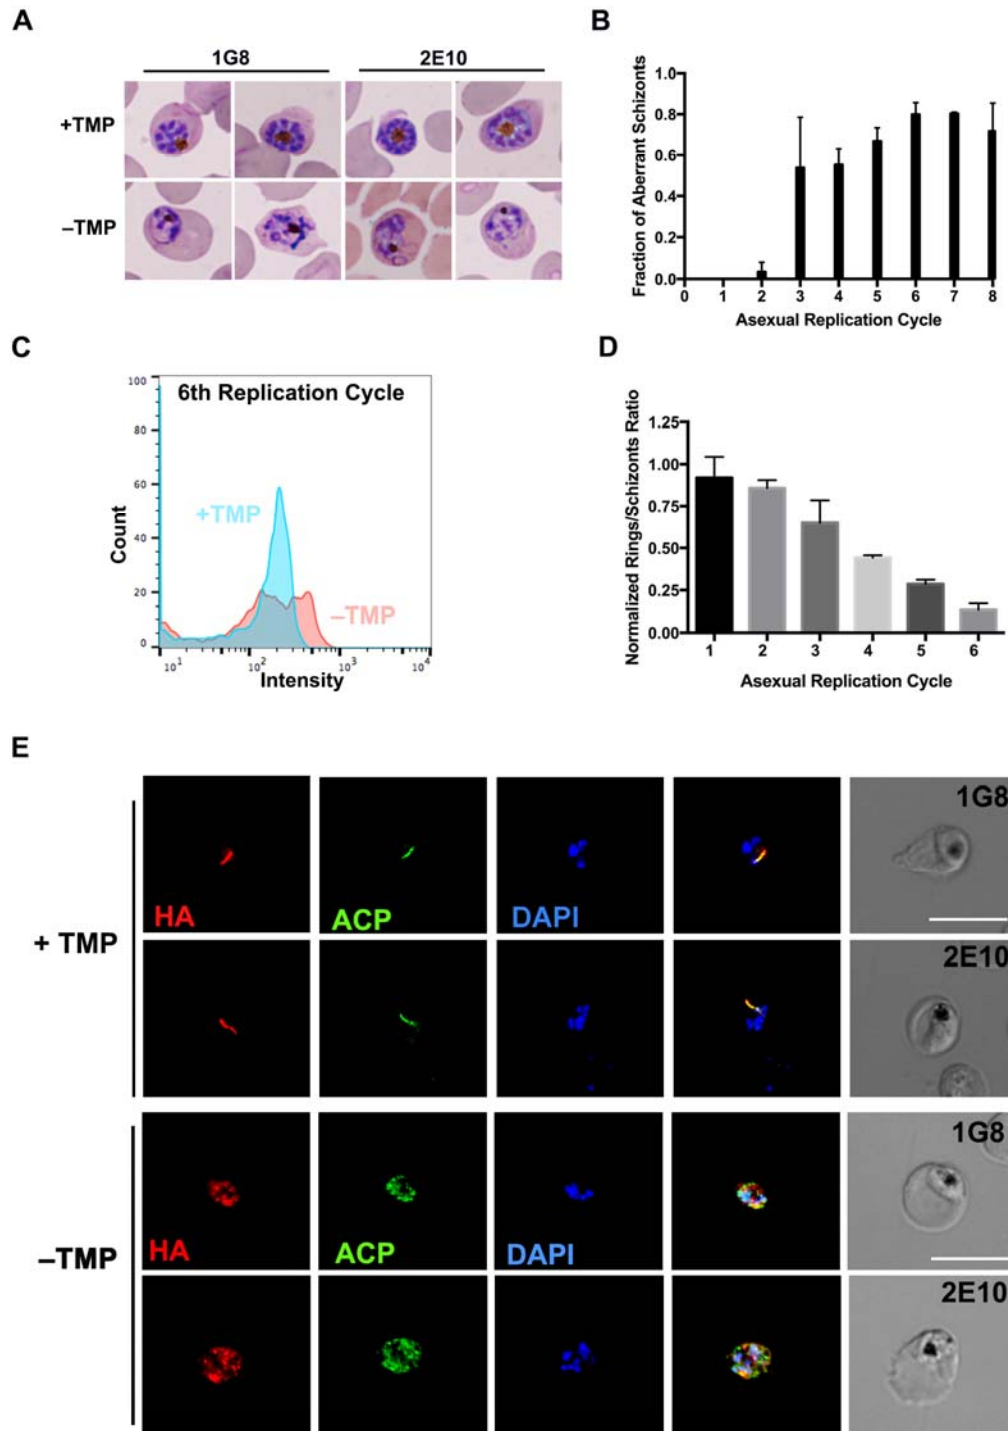 A
1G8 2E10
+TMP
–TMP
B
Fraction of Aberrant Schizonts
1.0
0.8
0.6
0.4
0.2
0.0
0 1 2 3 4 5 6 7 8
Asexual Replication Cycle
C
6th Replication Cycle
Count
100
80
60
40
20
0
+TMP
–TMP
10¹ 10² 10³ 10⁴
Intensity
D
Normalized Rings/Schizonts Ratio
1.25
1.00
0.75
0.50
0.25
0.00
1 2 3 4 5 6
Asexual Replication Cycle
E
+ TMP
HA ACP DAPI 1G8
2E10
–TMP
HA ACP DAPI 1G8
2E10